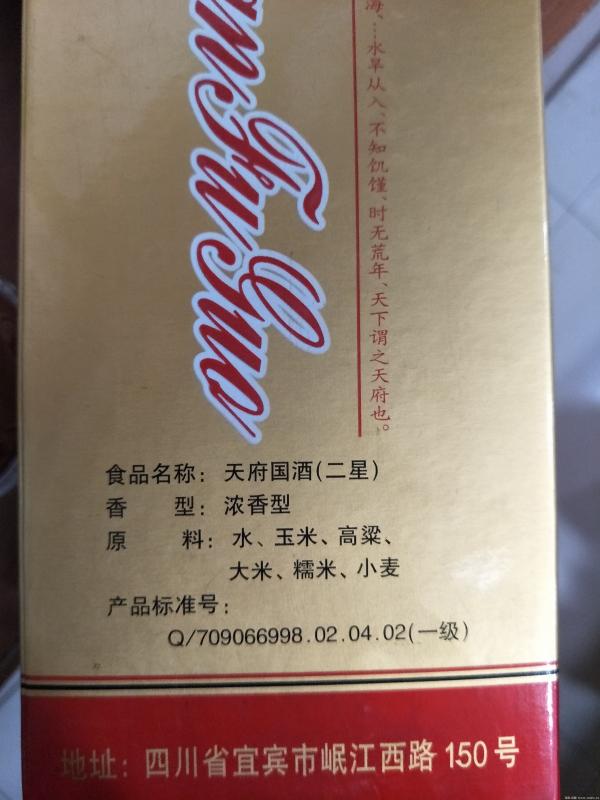 海、…水旱从人、不知饥馑、时无荒年、天下谓之天府也。
Fu Guo
食品名称：天府国酒(二星)
香 型：浓香型
原 料：水、玉米、高粱、
大米、糯米、小麦
产品标准号：
Q/709066998.02.04.02(一级)
地址：四川省宜宾市岷江西路150号